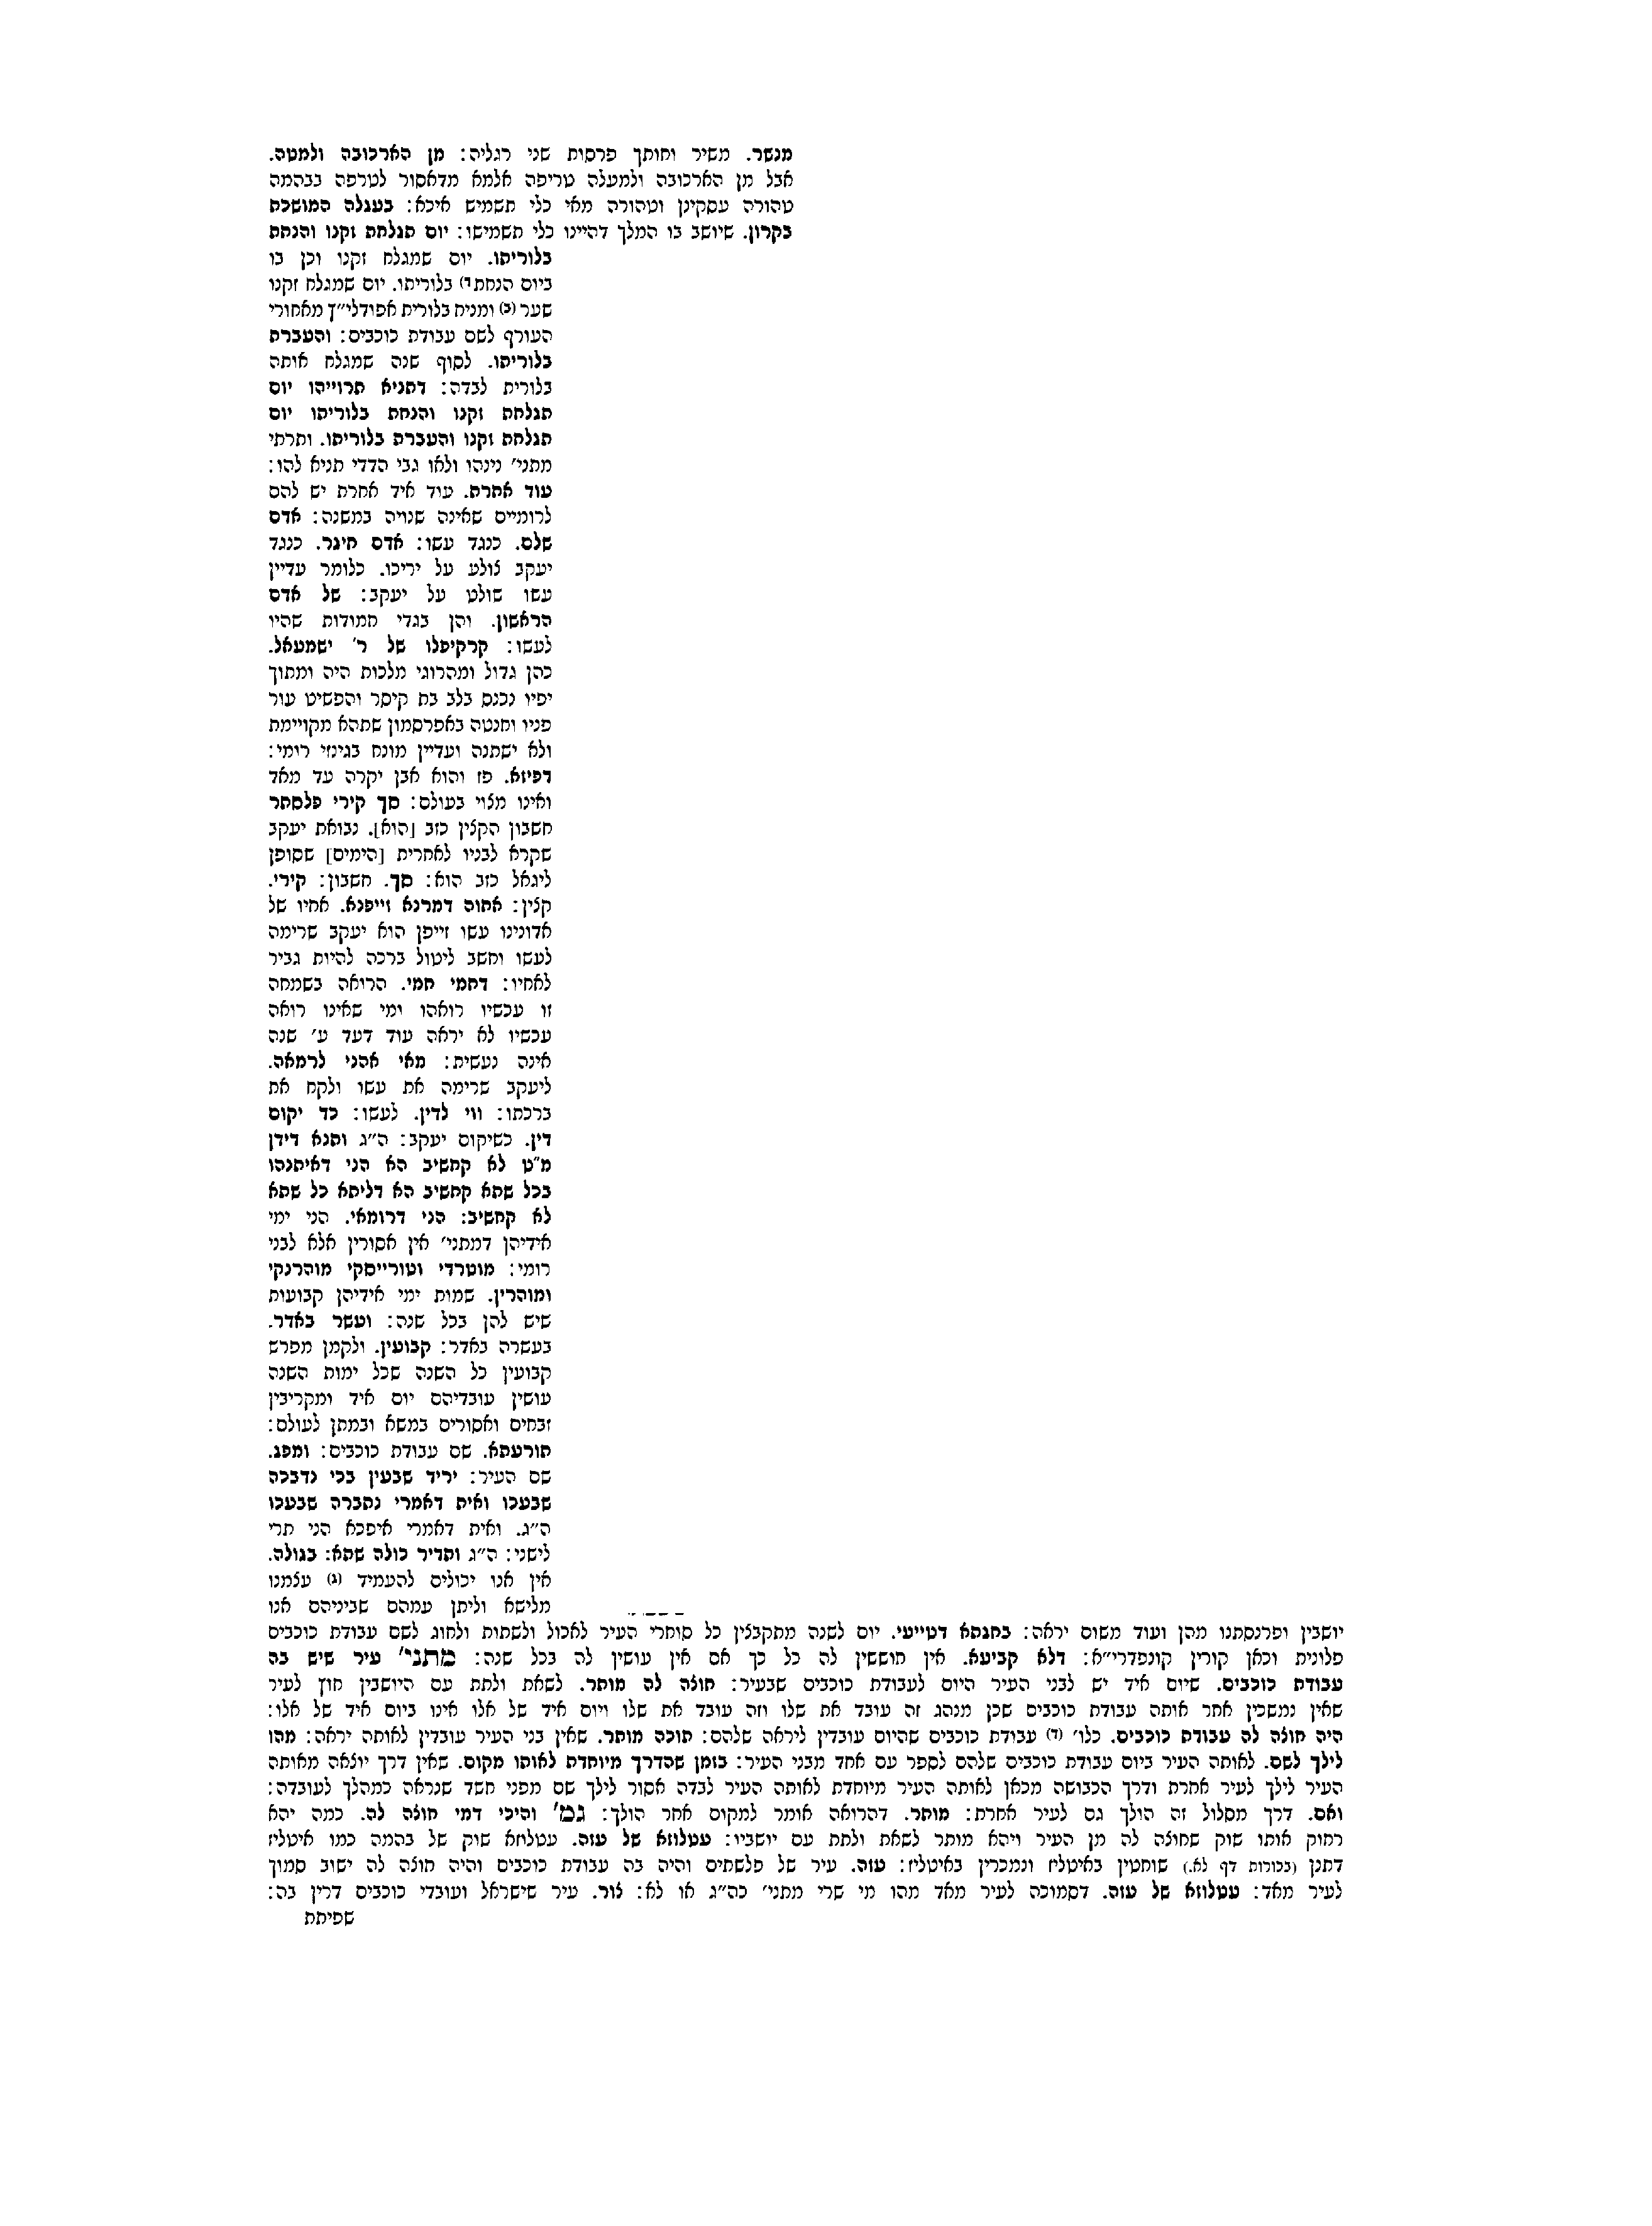 מנשר. משיר וחותך פרסות שני רגליה: מן הארכובה ולמטה.
אבל מן הארכובה ולמעלה טריפה אלמא מדאסור לטרפה בבהמה
טהורה עסקינן וטהורה מאי כלי תשמיש איכא: בעגלה המושכת
בקרון. שיושב בו המלך דהיינו כלי תשמישו: יום תגלחת זקנו והנחת
בלוריתו. יום שמגלח זקנו וכן בו
ביום הנחת ד) בלוריתו. יום שמגלח זקנו
שער (ב) ומניח בלורית אפודלי״ך מאחורי
העורף לשם עבודת כוכבים: והעברת
בלוריתו. לסוף שנה שמגלח אותה
בלורית לבדה: דתניא תרוייהו יום
תגלחת זקנו והנחת בלוריתו יום
תגלחת זקנו והעברת בלוריתו. ותרתי
מתני׳ נינהו ולאו גבי הדדי תניא להו:
עוד אחרת. עוד איד אחרת יש להם
לרומיים שאינה שנויה במשנה: אדם
שלם. כנגד עשו: אדם חיגר. כנגד
יעקב צולע על יריכו. כלומר עדיין
עשו שולט על יעקב: של אדם
הראשון. והן בגדי חמודות שהיו
לעשו: קרקיפלו של ר׳ ישמעאל.
כהן גדול ומהרוגי מלכות היה ומתוך
יפיו נכנס בלב בת קיסר והפשיט עור
פניו וחנטה באפרסמון שתהא מקויימת
ולא ישתנה ועדיין מונח בגינזי רומי:
דפיזא. פז והוא אבן יקרה עד מאד
ואינו מצוי בעולם: סך קירי פלסתר
חשבון הקצין כזב [הוא]. נבואת יעקב
שקרא לבניו לאחרית [הימים] שסופן
ליגאל כזב הוא: סך. חשבון: קירי.
קצין: אחוה דמרנא זייפנא. אחיו של
אדונינו עשו זייפן הוא יעקב שרימה
לעשו וחשב ליטול ברכה להיות גביר
לאחיו: דחמי חמי. הרואה בשמחה
זו עכשיו רואהו ומי שאינו רואה
עכשיו לא יראה עוד דעד ע׳ שנה
אינה נעשית: מאי אהני לרמאה.
ליעקב שרימה את עשו ולקח את
ברכתו: ווי לדין. לעשו: כד יקום
דין. כשיקום יעקב: ה״ג ותנא דידן
מ״ט לא קחשיב הא הני דאיתנהו
בכל שתא קחשיב הא דליתא כל שתא
לא קחשיב: הני דרומאי. הני ימי
אידיהן דמתני׳ אין אסורין אלא לבני
רומי: מוטרדי וטורייסקי מוהרנקי
ומוהרין. שמות ימי אידיהן קבועות
שיש להן בכל שנה: ועשר באדר.
בעשרה באדר: קבועין. ולקמן מפרש
קבועין כל השנה שכל ימות השנה
עושין עובדיהם יום איד ומקריבין
זבחים ואסורים במשא ובמתן לעולם:
תורעתא. שם עבודת כוכבים: ומפג.
שם העיר: יריד שבעין בכי נדבכה
שבעכו ואית דאמרי נתברה שבעכו
ה״ג. ואית דאמרי איפכא הני תרי
לישני: ה״ג ותדיר כולה שתא: בגולה.
אין אנו יכולים להעמיד (ג) עצמנו
מלישא וליתן עמהם שביניהם אנו
יושבין ופרנסתנו מהן ועוד משום יראה: בחגתא דטייעי. יום לשנה מתקבצין כל סוחרי העיר לאכול ולשתות ולחוג לשם עבודת כוכבים
פלונית וכאן קורין קונפדרי״א: דלא קביעא. אין חוששין לה כל כך אם אין עושין לה בכל שנה: מתני׳ עיר שיש בה
עבודת כוכבים. שיום איד יש לבני העיר היום לעבודת כוכבים שבעיר: חוצה לה מותר. לשאת ולתת עם היושבין חוץ לעיר
שאין נמשכין אחר אותה עבודת כוכבים שכן מנהג זה עובד את שלו וזה עובד את שלו ויום איד של אלו אינו ביום איד של אלו:
היה חוצה לה עבודת כוכבים. כלו׳ (ד) עבודת כוכבים שהיום עובדין ליראה שלהם: תוכה מותר. שאין בני העיר עובדין לאותה יראה: מהו
לילך לשם. לאותה העיר ביום עבודת כוכבים שלהם לספר עם אחד מבני העיר: בזמן שהדרך מיוחדת לאותו מקום. שאין דרך יוצאה מאותה
העיר לילך לעיר אחרת ודרך הכבושה מכאן לאותה העיר מיוחדת לאותה העיר לבדה אסור לילך שם מפני חשד שנראה כמהלך לעובדה:
ואם. דרך מסלול זה הולך גם לעיר אחרת: מותר. דהרואה אומר למקום אחר הולך: גמ׳ והיכי דמי חוצה לה. כמה יהא
רחוק אותו שוק שחוצה לה מן העיר ויהא מותר לשאת ולתת עם יושביו: עטלוזא של עזה. עטלוזא שוק של בהמה כמו איטליז
דתנן (בכורות דף לא.) שוחטין באיטליז ונמכרין באיטליז: עזה. עיר של פלשתים והיה בה עבודת כוכבים והיה חוצה לה ישוב סמוך
לעיר מאד: עטלוזא של עזה. דסמוכה לעיר מאד מהו מי שרי מתני׳ כה״ג או לא: צור. עיר שישראל ועובדי כוכבים דרין בה:
שפיתת